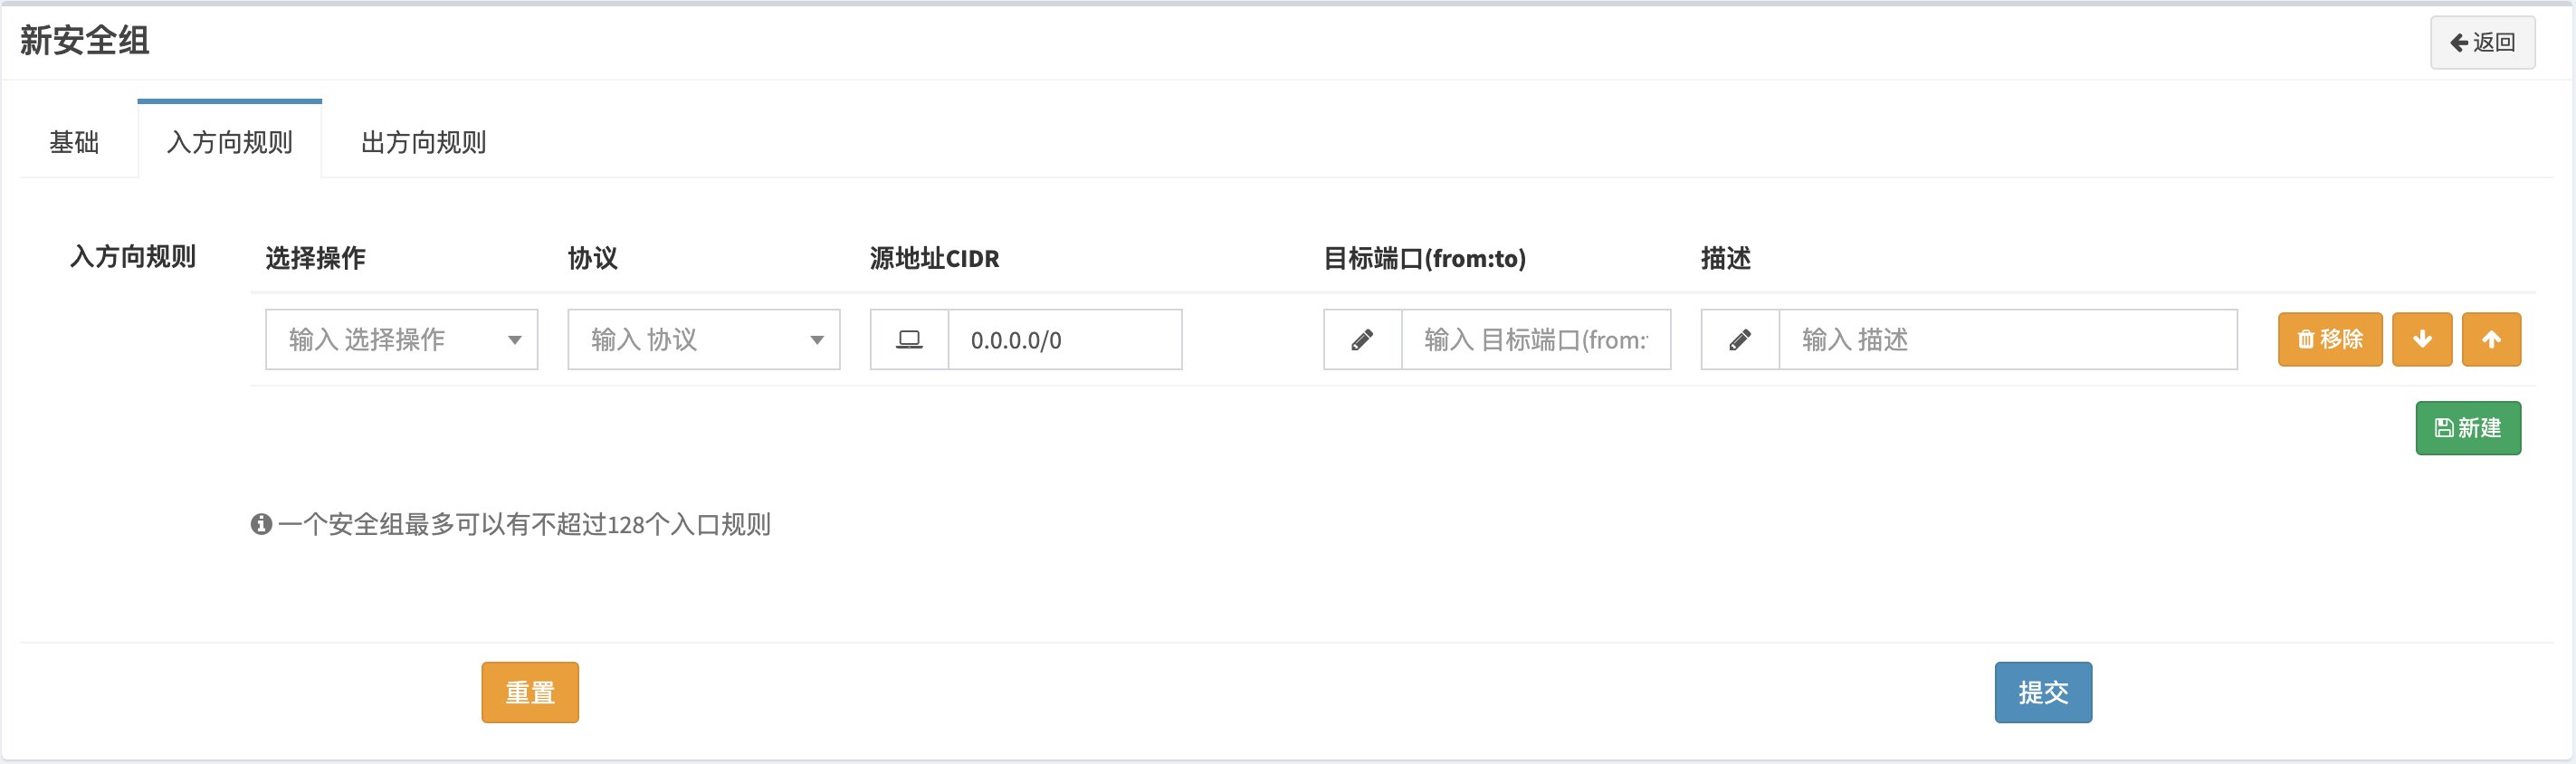 新安全组
返回
基础 入方向规则 出方向规则
入方向规则 选择操作 协议 源地址CIDR 目标端口(from:to) 描述
输入 选择操作 输入 协议 0.0.0.0/0 输入 目标端口(from: 输入 描述 移除
新建
一个安全组最多可以有不超过128个入口规则
重置 提交